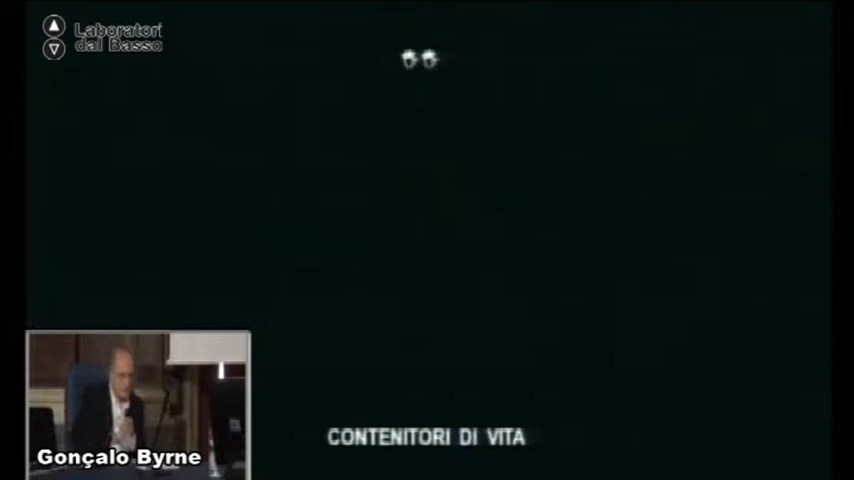 Laboratori
dal Basso
CONTENITORI DI VITA
Gonçalo Byrne